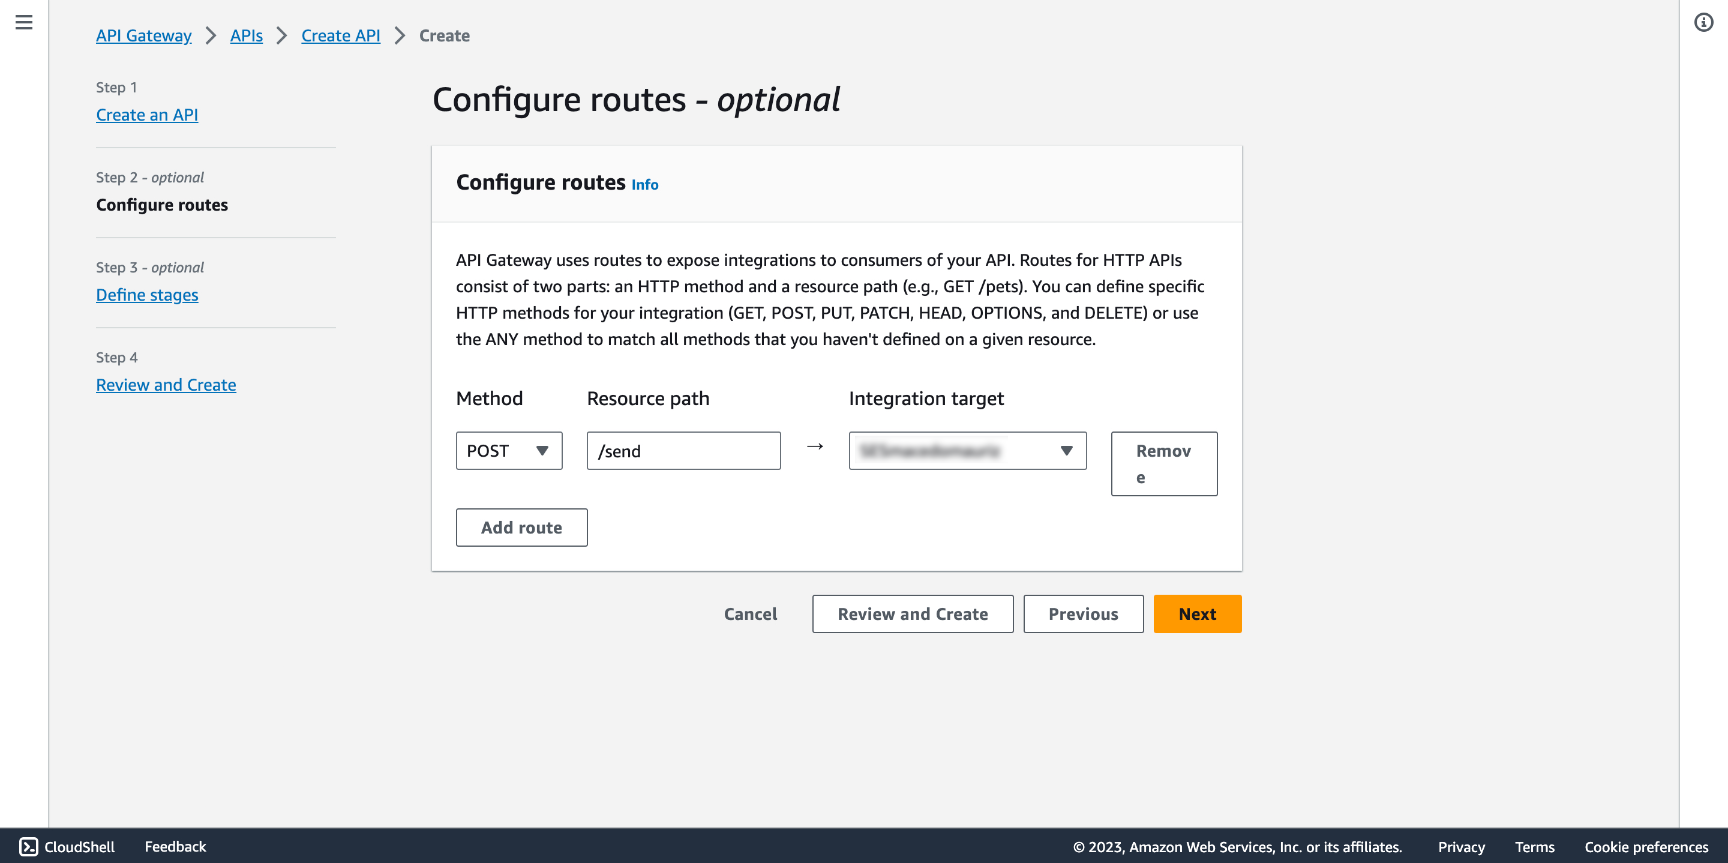 API Gateway > APIs > Create API > Create
Step 1
Create an API
Step 2 - optional
Configure routes
Step 3 - optional
Define stages
Step 4
Review and Create
Configure routes - optional
Configure routes Info
API Gateway uses routes to expose integrations to consumers of your API. Routes for HTTP APIs
consist of two parts: an HTTP method and a resource path (e.g., GET /pets). You can define specific
HTTP methods for your integration (GET, POST, PUT, PATCH, HEAD, OPTIONS, and DELETE) or use
the ANY method to match all methods that you haven't defined on a given resource.
Method Resource path Integration target
POST /send → Remov
e
Add route
Cancel Review and Create Previous Next
CloudShell Feedback © 2023, Amazon Web Services, Inc. or its affiliates. Privacy Terms Cookie preferences